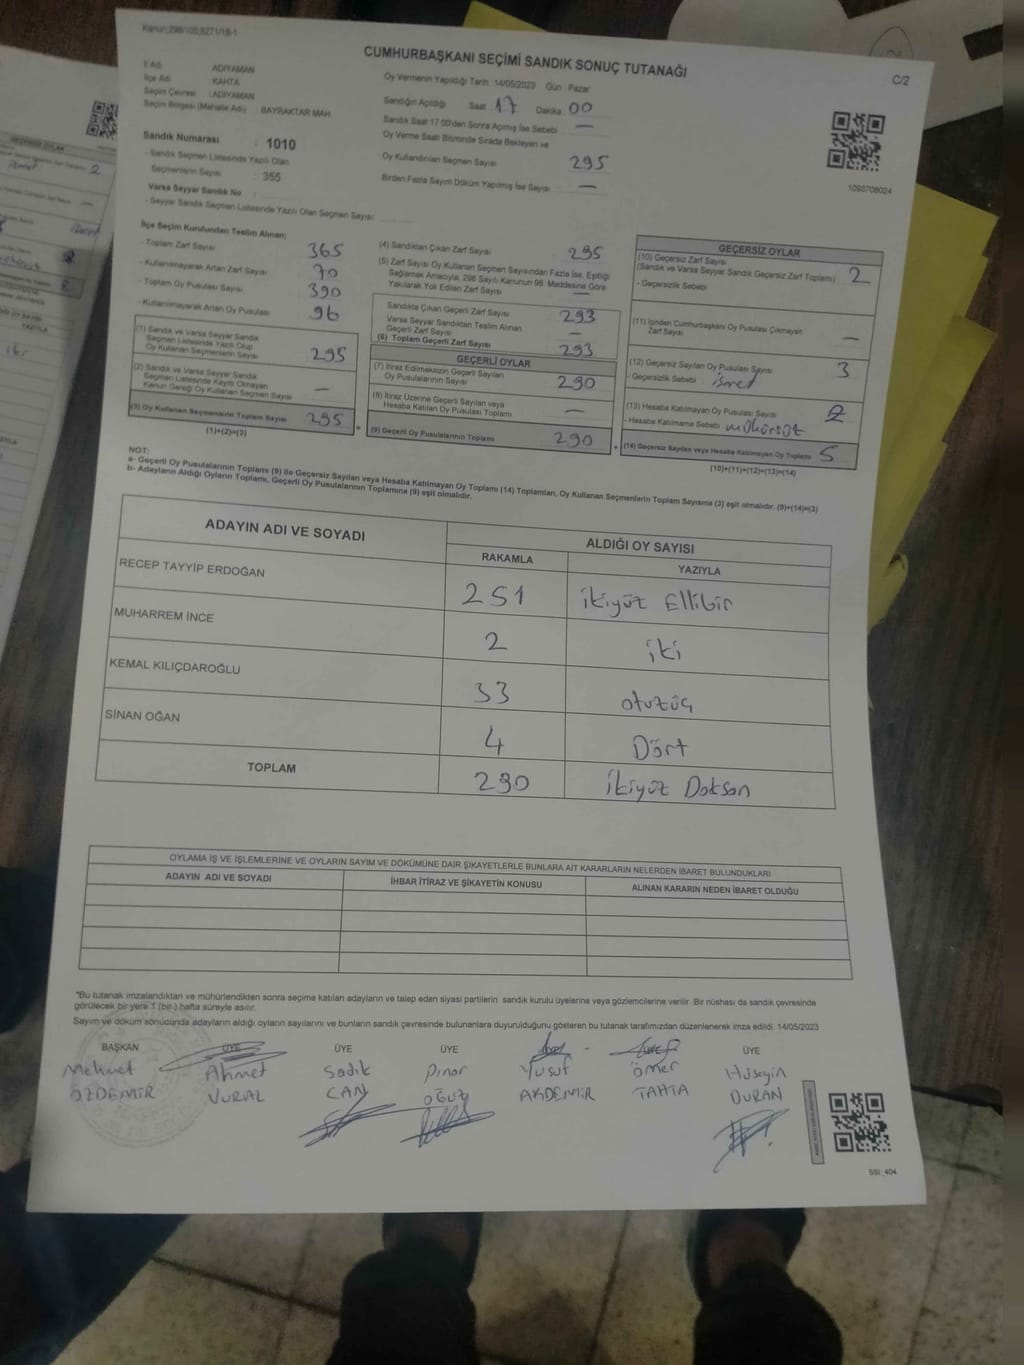 Kanun,298/105,6271/18-1
CUMHURBAŞKANI SEÇİMİ SANDIK SONUÇ TUTANAĞI
C/2
İl Adı : ADIYAMAN
İlçe Adı : KAHTA
Seçim Çevresi : ADIYAMAN
Seçim Bölgesi (Mahalle Adı) : BAYRAKTAR MAH.
Sandık Numarası : 1010
- Sandık Seçmen Listesinde Yazılı Olan
Seçmenlerin Sayısı : 355
Varsa Seyyar Sandık No :
- Seyyar Sandık Seçmen Listesinde Yazılı Olan Seçmen Sayısı:
Oy Vermenin Yapıldığı Tarih: 14/05/2023 Gün : Pazar
Sandığın Açıldığı Saat : 17 Dakika : 00
Sandık Saat 17:00'den Sonra Açılmış İse Sebebi : —
Oy Verme Saati Bitiminde Sırada Bekleyen ve
Oy Kullandırılan Seçmen Sayısı : 295
Birden Fazla Sayım Döküm Yapılmış İse Sayısı : —
1093708024
İlçe Seçim Kurulundan Teslim Alınan;
- Toplam Zarf Sayısı : 365
- Kullanılmayarak Artan Zarf Sayısı : 70
- Toplam Oy Pusulası Sayısı : 390
- Kullanılmayarak Artan Oy Pusulası : 96
(1) Sandık ve Varsa Seyyar Sandık
Seçmen Listesinde Yazılı Olup
Oy Kullanan Seçmenlerin Sayısı : 295
(2) Sandık ve Varsa Seyyar Sandık
Seçmen Listesinde Kayıtlı Olmayan
Kanun Gereği Oy Kullanan Seçmen Sayısı : —
(3) Oy Kullanan Seçmenlerin Toplam Sayısı : 295
(1)+(2)=(3)
(4) Sandıktan Çıkan Zarf Sayısı : 295
(5) Zarf Sayısı Oy Kullanan Seçmen Sayısından Fazla İse, Eşitliği
Sağlamak Amacıyla, 298 Sayılı Kanunun 98. Maddesine Göre
Yakılarak Yok Edilen Zarf Sayısı : —
Sandıkta Çıkan Geçerli Zarf Sayısı : 293
Varsa Seyyar Sandıktan Teslim Alınan
Geçerli Zarf Sayısı : —
(6) Toplam Geçerli Zarf Sayısı : 293
GEÇERLİ OYLAR
(7) İtiraz Edilmeksizin Geçerli Sayılan
Oy Pusulalarının Sayısı : 290
(8) İtiraz Üzerine Geçerli Sayılan veya
Hesaba Katılan Oy Pusulası Toplamı : —
(9) Geçerli Oy Pusulalarının Toplamı : 290
GEÇERSİZ OYLAR
(10) Geçersiz Zarf Sayısı
(Sandık ve Varsa Seyyar Sandık Geçersiz Zarf Toplamı) : 2
- Geçersizlik Sebebi :
(11) İçinden Cumhurbaşkanı Oy Pusulası Çıkmayan
Zarf Sayısı : —
(12) Geçersiz Sayılan Oy Pusulası Sayısı : 3
- Geçersizlik Sebebi :
(13) Hesaba Katılmayan Oy Pusulası Sayısı : 2
- Hesaba Katılmama Sebebi : mühürsüz
(14) Geçersiz Sayılan veya Hesaba Katılmayan Oy Toplamı : 5
(10)+(11)+(12)+(13)=(14)
NOT:
a- Geçerli Oy Pusulalarının Toplamı (9) ile Geçersiz Sayılan veya Hesaba Katılmayan Oy Toplamı (14) Toplamları, Oy Kullanan Seçmenlerin Toplam Sayısına (3) eşit olmalıdır. (9)+(14)=(3)
b- Adayların Aldığı Oyların Toplamı, Geçerli Oy Pusulalarının Toplamına (9) eşit olmalıdır.
ADAYIN ADI VE SOYADI
ALDIĞI OY SAYISI
RAKAMLA YAZIYLA
RECEP TAYYİP ERDOĞAN 251 ikiyüz Ellibir
MUHARREM İNCE 2 iki
KEMAL KILIÇDAROĞLU 33 otuzüç
SİNAN OĞAN 4 Dört
TOPLAM 290 ikiyüz Doksan
OYLAMA İŞ VE İŞLEMLERİNE VE OYLARIN SAYIM VE DÖKÜMÜNE DAİR ŞİKAYETLERLE BUNLARA AİT KARARLARIN NELERDEN İBARET BULUNDUKLARI
ADAYIN ADI VE SOYADI İHBAR İTİRAZ VE ŞİKAYETİN KONUSU ALINAN KARARIN NEDEN İBARET OLDUĞU
*Bu tutanak imzalandıktan ve mühürlendikten sonra seçime katılan adayların ve talep eden siyasi partilerin sandık kurulu üyelerine veya gözlemcilerine verilir. Bir nüshası da sandık çevresinde
görülecek bir yere 1 (bir-) hafta süreyle asılır.
Sayım ve döküm sonucunda adayların aldığı oyların sayılarını ve bunların sandık çevresinde bulunanlara duyurulduğunu gösteren bu tutanak tarafımızdan düzenlenerek imza edildi. 14/05/2023
BAŞKAN ÜYE ÜYE ÜYE ÜYE ÜYE
Mehmet Ahmet Sadık Pınar Yusuf Ömer Hüseyin
ÖZDEMİR VURAL CAN OĞUZ AKDEMİR TAHTA DURAN
SSI_404